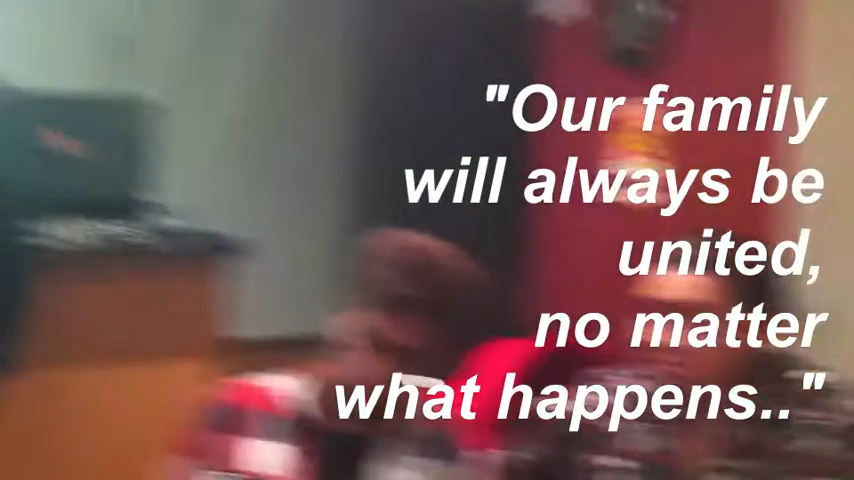 "Our family
will always be
united,
no matter
what happens.."